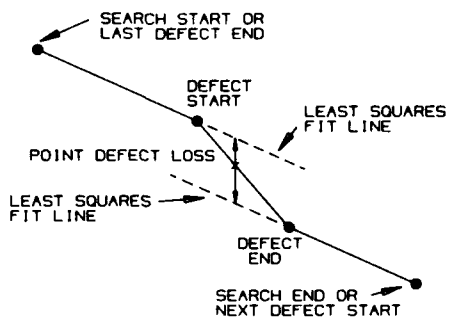 SEARCH START OR
LAST DEFECT END
DEFECT
START
LEAST SQUARES
FIT LINE
POINT DEFECT LOSS
LEAST SQUARES
FIT LINE
DEFECT
END
SEARCH END OR
NEXT DEFECT START